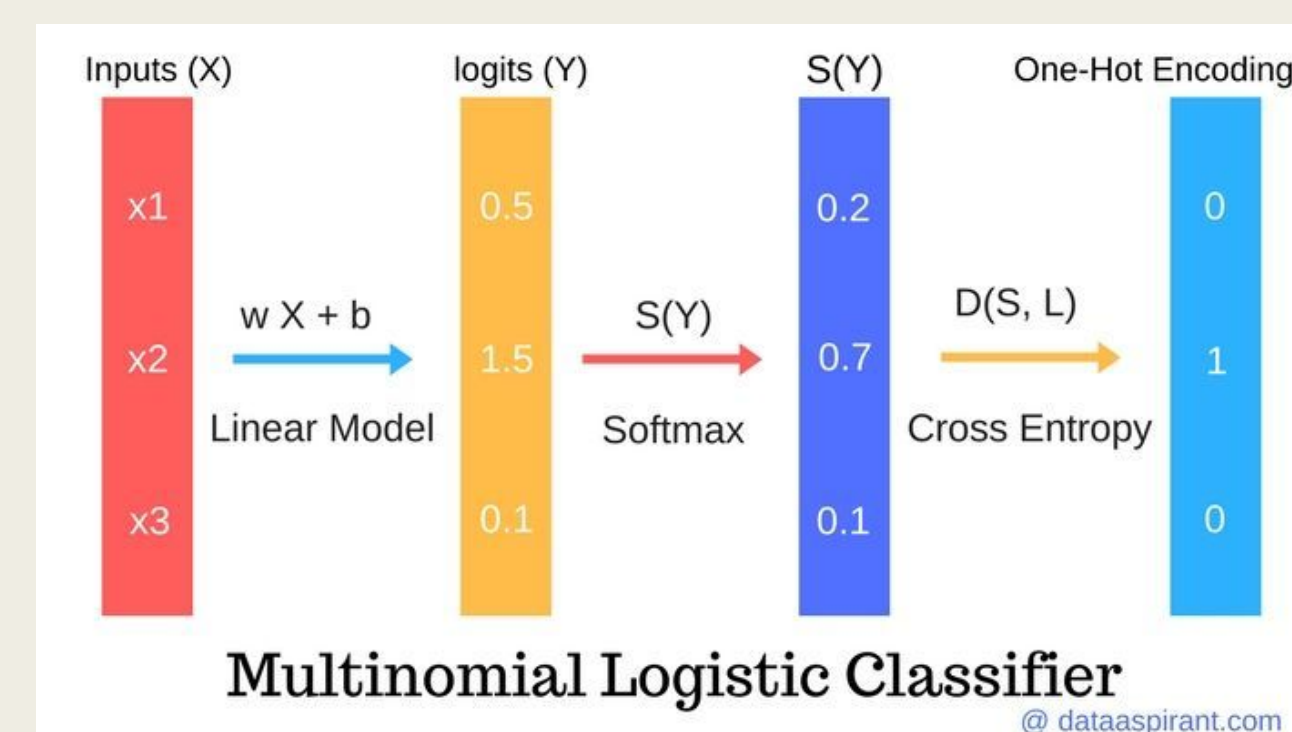 Inputs (X)
logits (Y)
S(Y)
One-Hot Encoding
x1
0.5
0.2
0
w X + b
S(Y)
D(S, L)
x2
1.5
0.7
1
Linear Model
Softmax
Cross Entropy
x3
0.1
0.1
0
Multinomial Logistic Classifier
@ dataaspirant.com